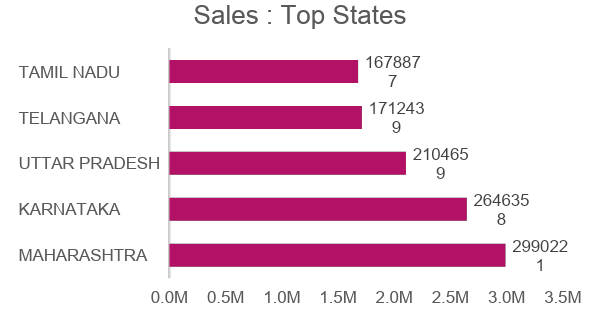 Sales : Top States
TAMIL NADU
167887
7
TELANGANA
171243
9
UTTAR PRADESH
210465
9
KARNATAKA
264635
8
MAHARASHTRA
299022
1
0.0M 0.5M 1.0M 1.5M 2.0M 2.5M 3.0M 3.5M